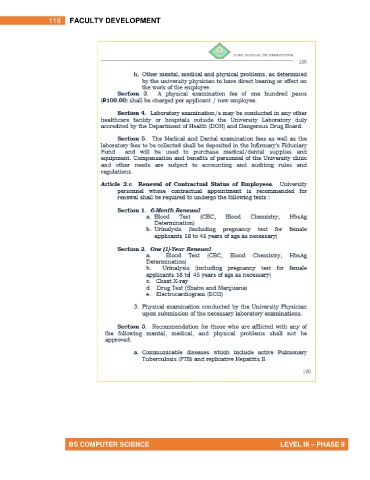 118 FACULTY DEVELOPMENT
UNIV. MANUAL OF OPERATIONS
190
h. Other mental, medical and physical problems, as determined
by the university physician to have direct bearing or effect on
the work of the employee.
Section 3. A physical examination fee of one hundred pesos
(₱100.00) shall be charged per applicant / new employee.
Section 4. Laboratory examination/s may be conducted in any other
healthcare facility or hospitals outside the University Laboratory duly
accredited by the Department of Health (DOH) and Dangerous Drug Board.
Section 5. The Medical and Dental examination fees as well as the
laboratory fees to be collected shall be deposited in the Infirmary's Fiduciary
Fund and will be used to purchase medical/dental supplies and
equipment. Compensation and benefits of personnel of the University clinic
and other needs are subject to accounting and auditing rules and
regulations.
Article 2.c Renewal of Contractual Status of Employees. University
personnel whose contractual appointment is recommended for
renewal shall be required to undergo the following tests :
Section 1. 6-Month Renewal
a. Blood Test (CBC, Blood Chemistry, HbsAg
Determination)
b. Urinalysis (including pregnancy test for female
applicants 18 to 45 years of age as necessary)
Section 2. One (1)-Year Renewal
a. Blood Test (CBC, Blood Chemistry, HbsAg
Determination)
b. Urinalysis (including pregnancy test for female
applicants 18 to 45 years of age as necessary)
c. Chest X-ray
d. Drug Test (Shabu and Marijuana)
e. Electrocardiogram (ECG)
3. Physical examination conducted by the University Physician
upon submission of the necessary laboratory examinations.
Section 3. Recommendation for those who are afflicted with any of
the following mental, medical, and physical problems shall not be
approved:
a. Communicable diseases which include active Pulmonary
Tuberculosis (PTB) and replicative Hepatitis B
190
BS COMPUTER SCIENCE LEVEL III – PHASE II